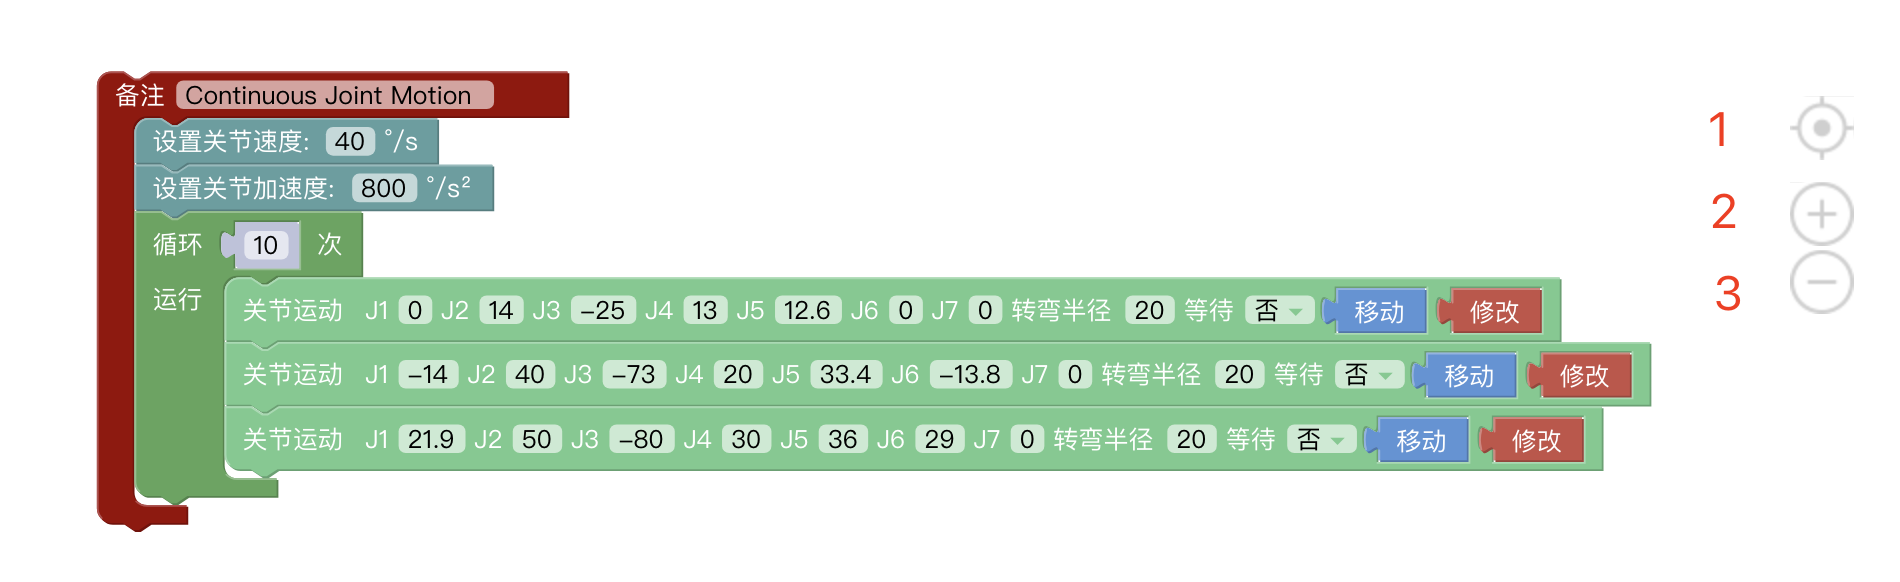 备注 Continuous Joint Motion
设置关节速度: 40 °/s
设置关节加速度: 800 °/s²
循环 10 次
运行
关节运动 J1 0 J2 14 J3 -25 J4 13 J5 12.6 J6 0 J7 0 转弯半径 20 等待 否 移动 修改
关节运动 J1 -14 J2 40 J3 -73 J4 20 J5 33.4 J6 -13.8 J7 0 转弯半径 20 等待 否 移动 修改
关节运动 J1 21.9 J2 50 J3 -80 J4 30 J5 36 J6 29 J7 0 转弯半径 20 等待 否 移动 修改
1
2
3